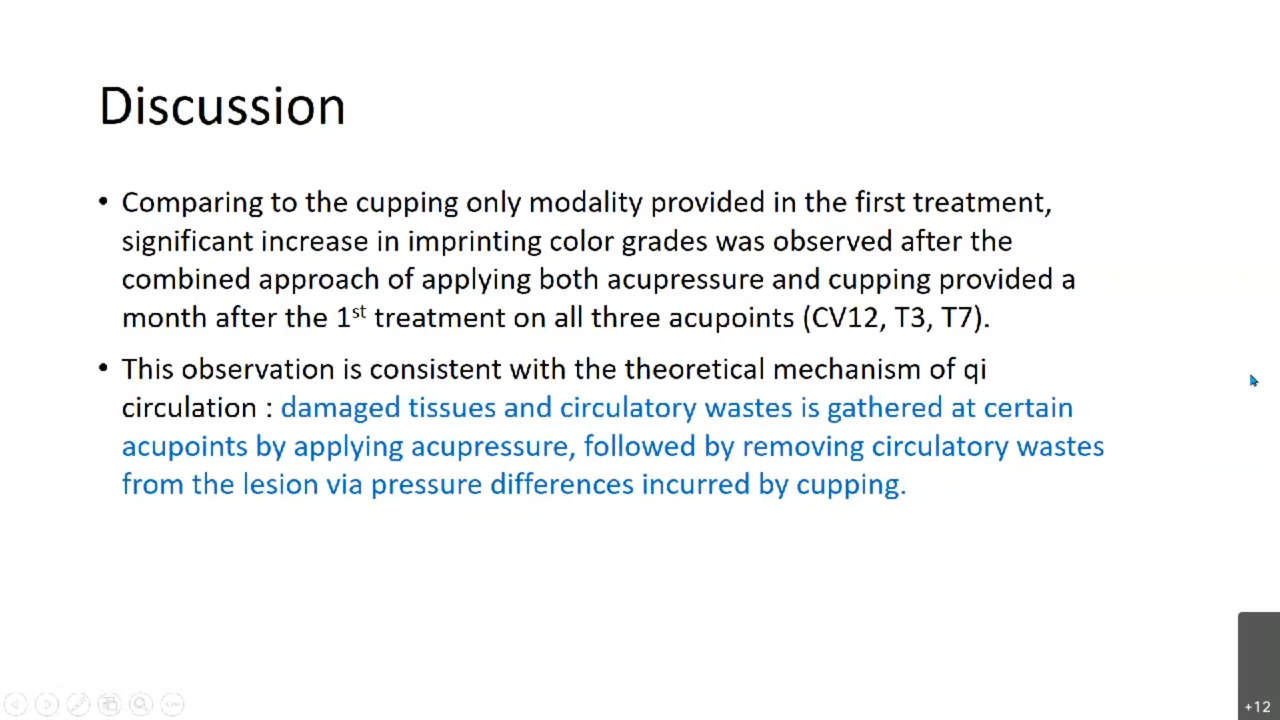 Discussion
• Comparing to the cupping only modality provided in the first treatment,
significant increase in imprinting color grades was observed after the
combined approach of applying both acupressure and cupping provided a
month after the 1st treatment on all three acupoints (CV12, T3, T7).
• This observation is consistent with the theoretical mechanism of qi
circulation : damaged tissues and circulatory wastes is gathered at certain
acupoints by applying acupressure, followed by removing circulatory wastes
from the lesion via pressure differences incurred by cupping.
+12